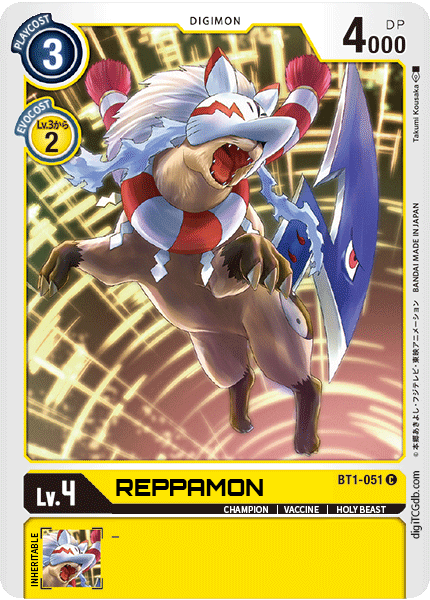 DIGIMON
PLAYCOST
3
DP
4000
EVOCOST
Lv.3から
2
Takumi Kousaka
©本郷あきよし・フジテレビ・東映アニメーション BANDAI MADE IN JAPAN
digiTCGdb.com
Lv.4
REPPAMON
BT1-051 C
CHAMPION | VACCINE | HOLY BEAST
INHERITABLE
–